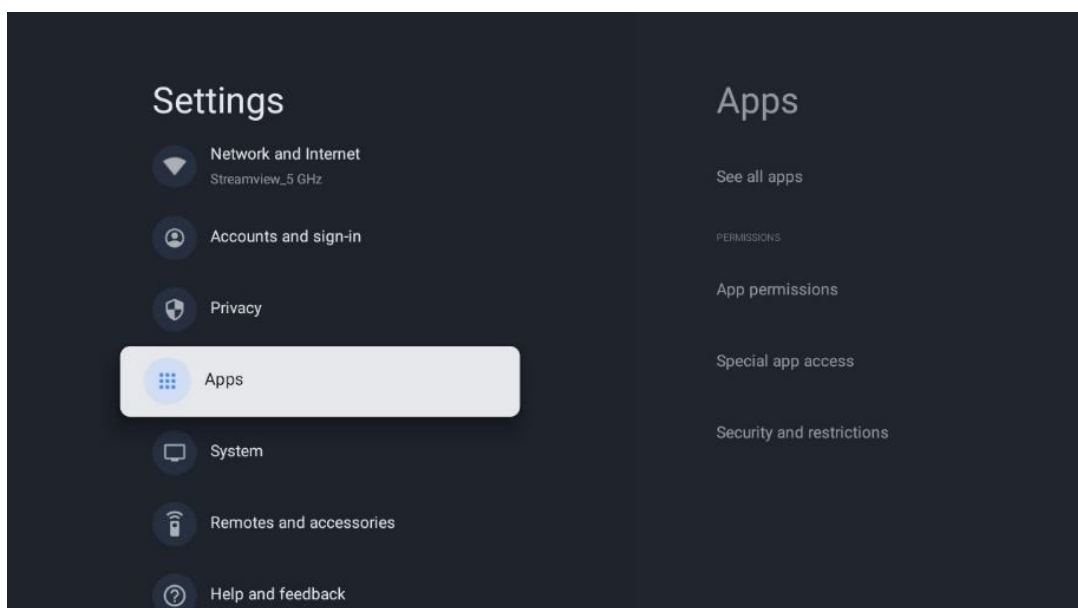 Settings
Network and Internet
Streamview_5 GHz
Accounts and sign-in
Privacy
Apps
System
Remotes and accessories
Help and feedback
Apps
See all apps
PERMISSIONS
App permissions
Special app access
Security and restrictions